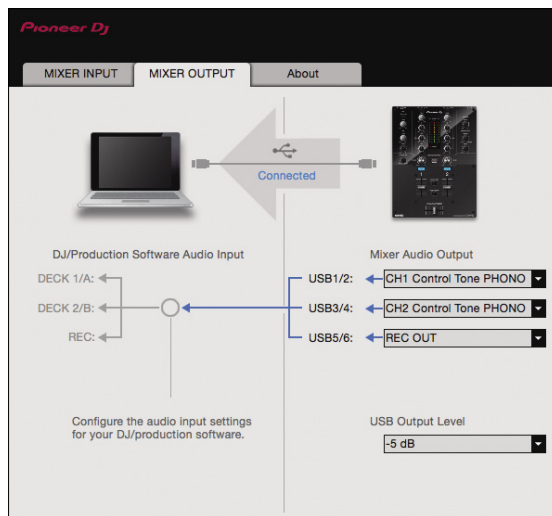 Pioneer Dj
MIXER INPUT
MIXER OUTPUT
About
Connected
DJ/Production Software Audio Input
Mixer Audio Output
DECK 1/A:
DECK 2/B:
REC:
USB1/2:
CH1 Control Tone PHONO
USB3/4:
CH2 Control Tone PHONO
USB5/6:
REC OUT
Configure the audio input settings
for your DJ/production software.
USB Output Level
-5 dB